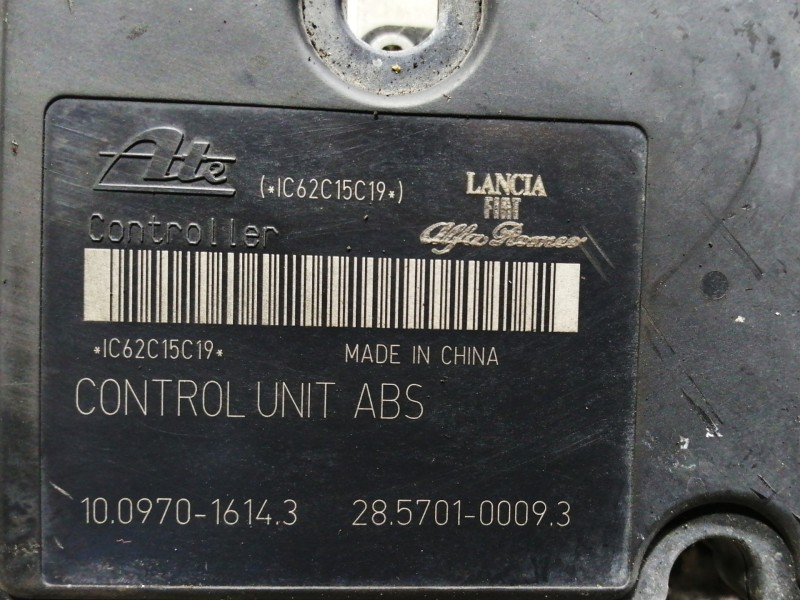 Ate
(*IC62C15C19*)
LANCIA
FIAT
Alfa Romeo
Controller
*IC62C15C19*
MADE IN CHINA
CONTROL UNIT ABS
10.0970-1614.3
28.5701-0009.3